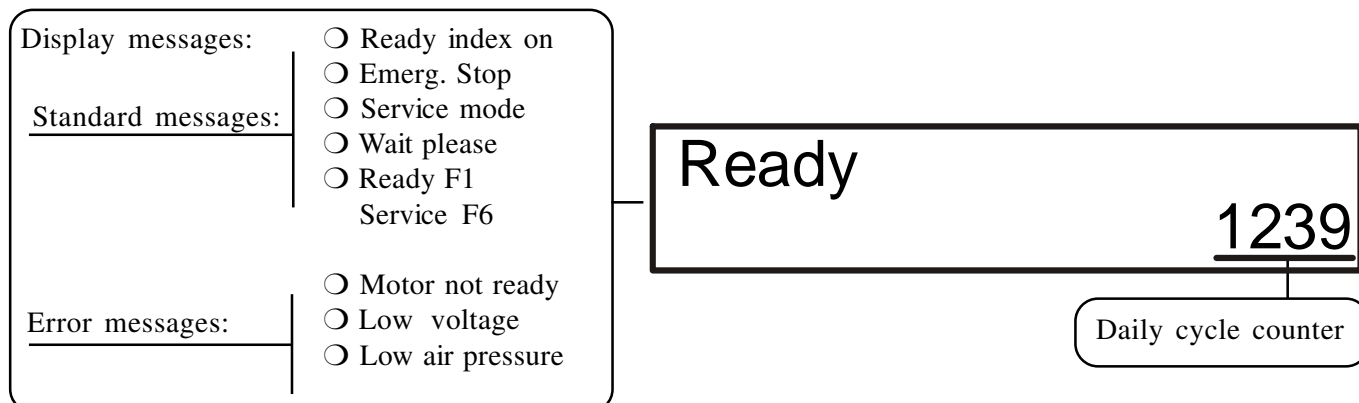 Display messages:
Standard messages:
❍ Ready index on
❍ Emerg. Stop
❍ Service mode
❍ Wait please
❍ Ready F1
Service F6
Error messages:
❍ Motor not ready
❍ Low voltage
❍ Low air pressure
Ready
1239
Daily cycle counter